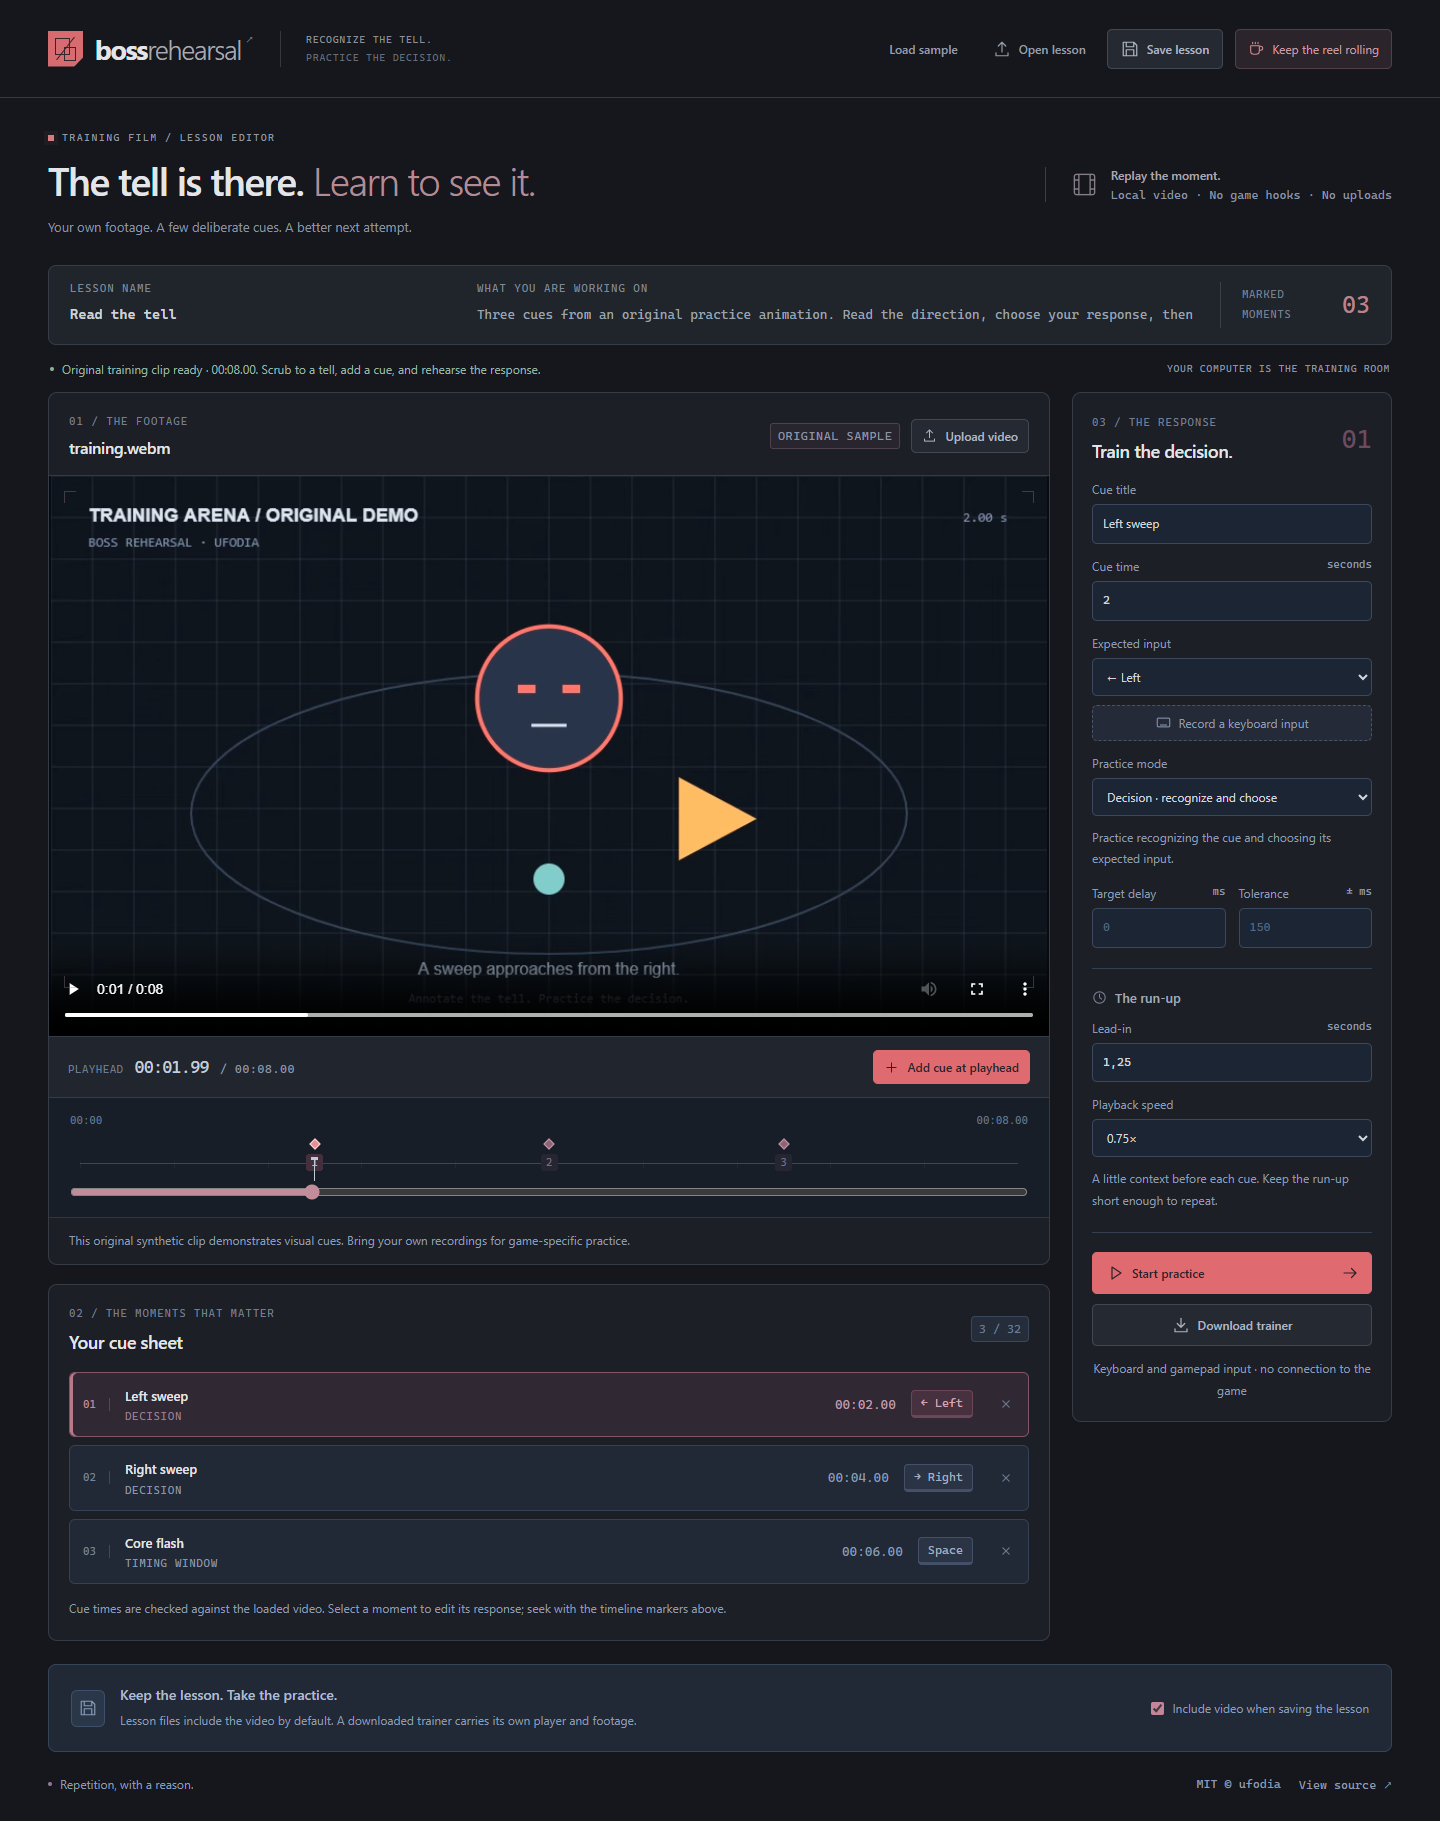 bossrehearsal ↗
RECOGNIZE THE TELL.
PRACTICE THE DECISION.
Load sample
Open lesson
Save lesson
Keep the reel rolling
TRAINING FILM / LESSON EDITOR
The tell is there. Learn to see it.
Your own footage. A few deliberate cues. A better next attempt.
Replay the moment.
Local video · No game hooks · No uploads
LESSON NAME
Read the tell
WHAT YOU ARE WORKING ON
Three cues from an original practice animation. Read the direction, choose your response, then
MARKED
MOMENTS
03
Original training clip ready · 00:08.00. Scrub to a tell, add a cue, and rehearse the response.
YOUR COMPUTER IS THE TRAINING ROOM
01 / THE FOOTAGE
training.webm
ORIGINAL SAMPLE
Upload video
TRAINING ARENA / ORIGINAL DEMO
BOSS REHEARSAL · UFODIA
2.00 s
A sweep approaches from the right.
Annotate the tell. Practice the decision.
0:01 / 0:08
PLAYHEAD 00:01.99 / 00:08.00
Add cue at playhead
00:00
00:08.00
1
2
3
This original synthetic clip demonstrates visual cues. Bring your own recordings for game-specific practice.
02 / THE MOMENTS THAT MATTER
Your cue sheet
3 / 32
01
Left sweep
DECISION
00:02.00
← Left
×
02
Right sweep
DECISION
00:04.00
→ Right
×
03
Core flash
TIMING WINDOW
00:06.00
Space
×
Cue times are checked against the loaded video. Select a moment to edit its response; seek with the timeline markers above.
03 / THE RESPONSE
Train the decision.
01
Cue title
Left sweep
Cue time
seconds
2
Expected input
← Left
Record a keyboard input
Practice mode
Decision · recognize and choose
Practice recognizing the cue and choosing its
expected input.
Target delay
ms
0
Tolerance
± ms
150
The run-up
Lead-in
seconds
1,25
Playback speed
0.75×
A little context before each cue. Keep the run-up
short enough to repeat.
Start practice
Download trainer
Keyboard and gamepad input · no connection to the
game
Keep the lesson. Take the practice.
Lesson files include the video by default. A downloaded trainer carries its own player and footage.
Include video when saving the lesson
Repetition, with a reason.
MIT © ufodia
View source ↗